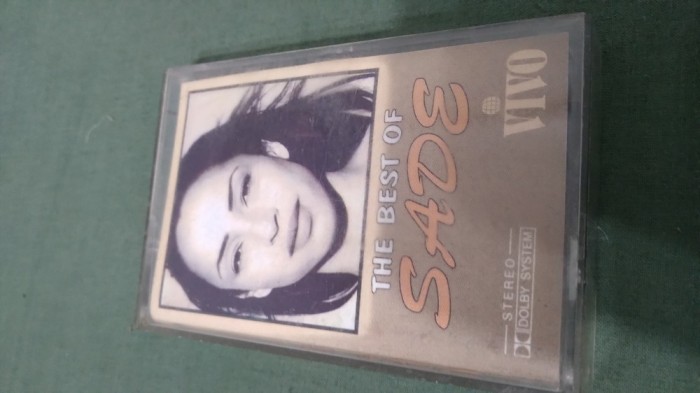 THE BEST OF
SADE
VIVO
STEREO
DOLBY SYSTEM